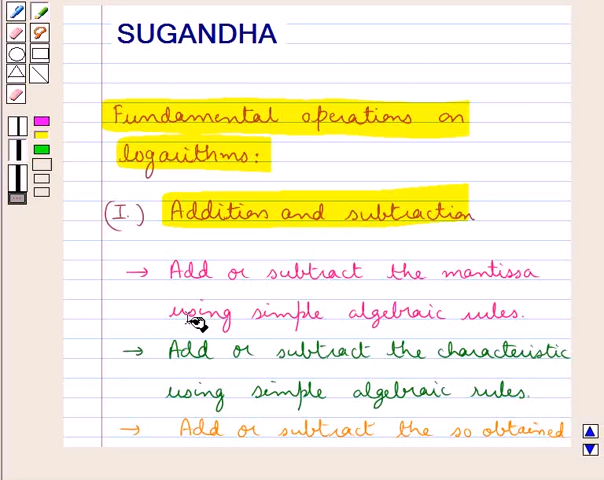 SUGANDHA
Fundamental operations on
logarithms:
(I.) Addition and subtraction
→ Add or subtract the mantissa
using simple algebraic rules.
→ Add or subtract the characteristic
using simple algebraic rules.
→ Add or subtract the so obtained